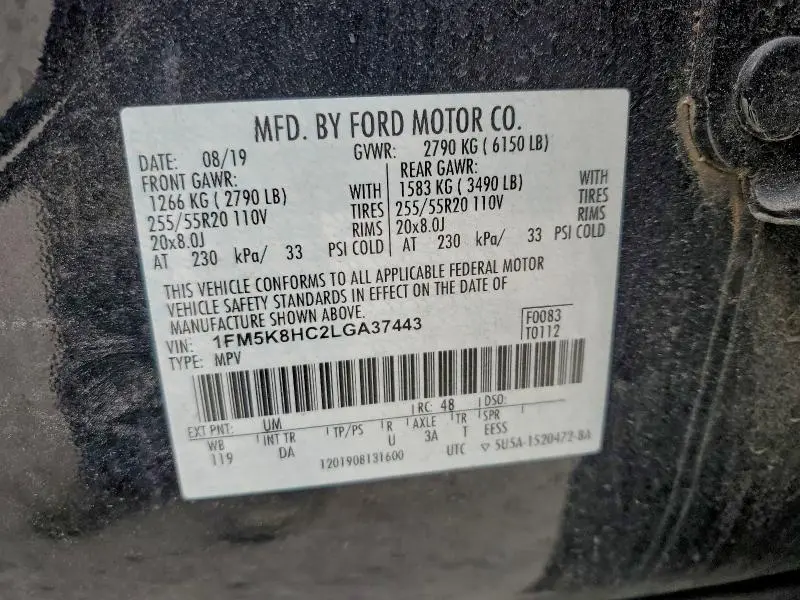 MFD. BY FORD MOTOR CO.
DATE: 08/19 GVWR: 2790 KG ( 6150 LB)
FRONT GAWR: REAR GAWR:
1266 KG ( 2790 LB) WITH 1583 KG ( 3490 LB) WITH
255/55R20 110V TIRES 255/55R20 110V TIRES
20x8.0J RIMS 20x8.0J RIMS
AT 230 kPa/ 33 PSI COLD AT 230 kPa/ 33 PSI COLD
THIS VEHICLE CONFORMS TO ALL APPLICABLE FEDERAL MOTOR
VEHICLE SAFETY STANDARDS IN EFFECT ON THE DATE OF
MANUFACTURE SHOWN ABOVE.
VIN: 1FM5K8HC2LGA37443 F0083
TYPE: MPV T0112
EXT PNT: UM RC: 48 DSO:
WB INT TR TP/PS R AXLE TR SPR
119 DA U 3A T EESS
1201908131600 UTC ▽ 5U5A-1520472-BA